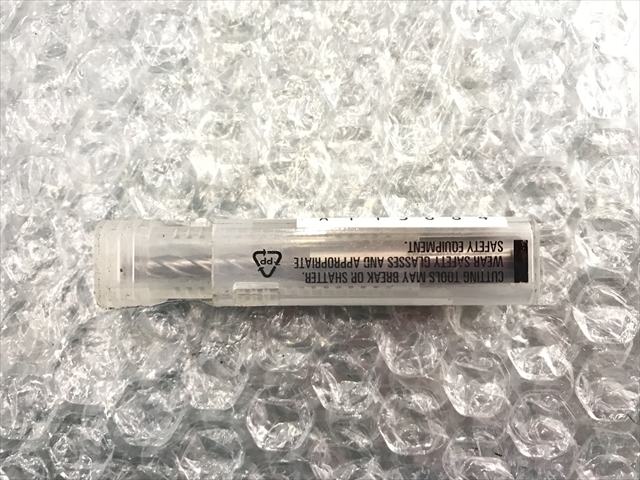 CUTTING TOOLS MAY BREAK OR SHATTER.
WEAR SAFETY GLASSES AND APPROPRIATE
SAFETY EQUIPMENT.
PP